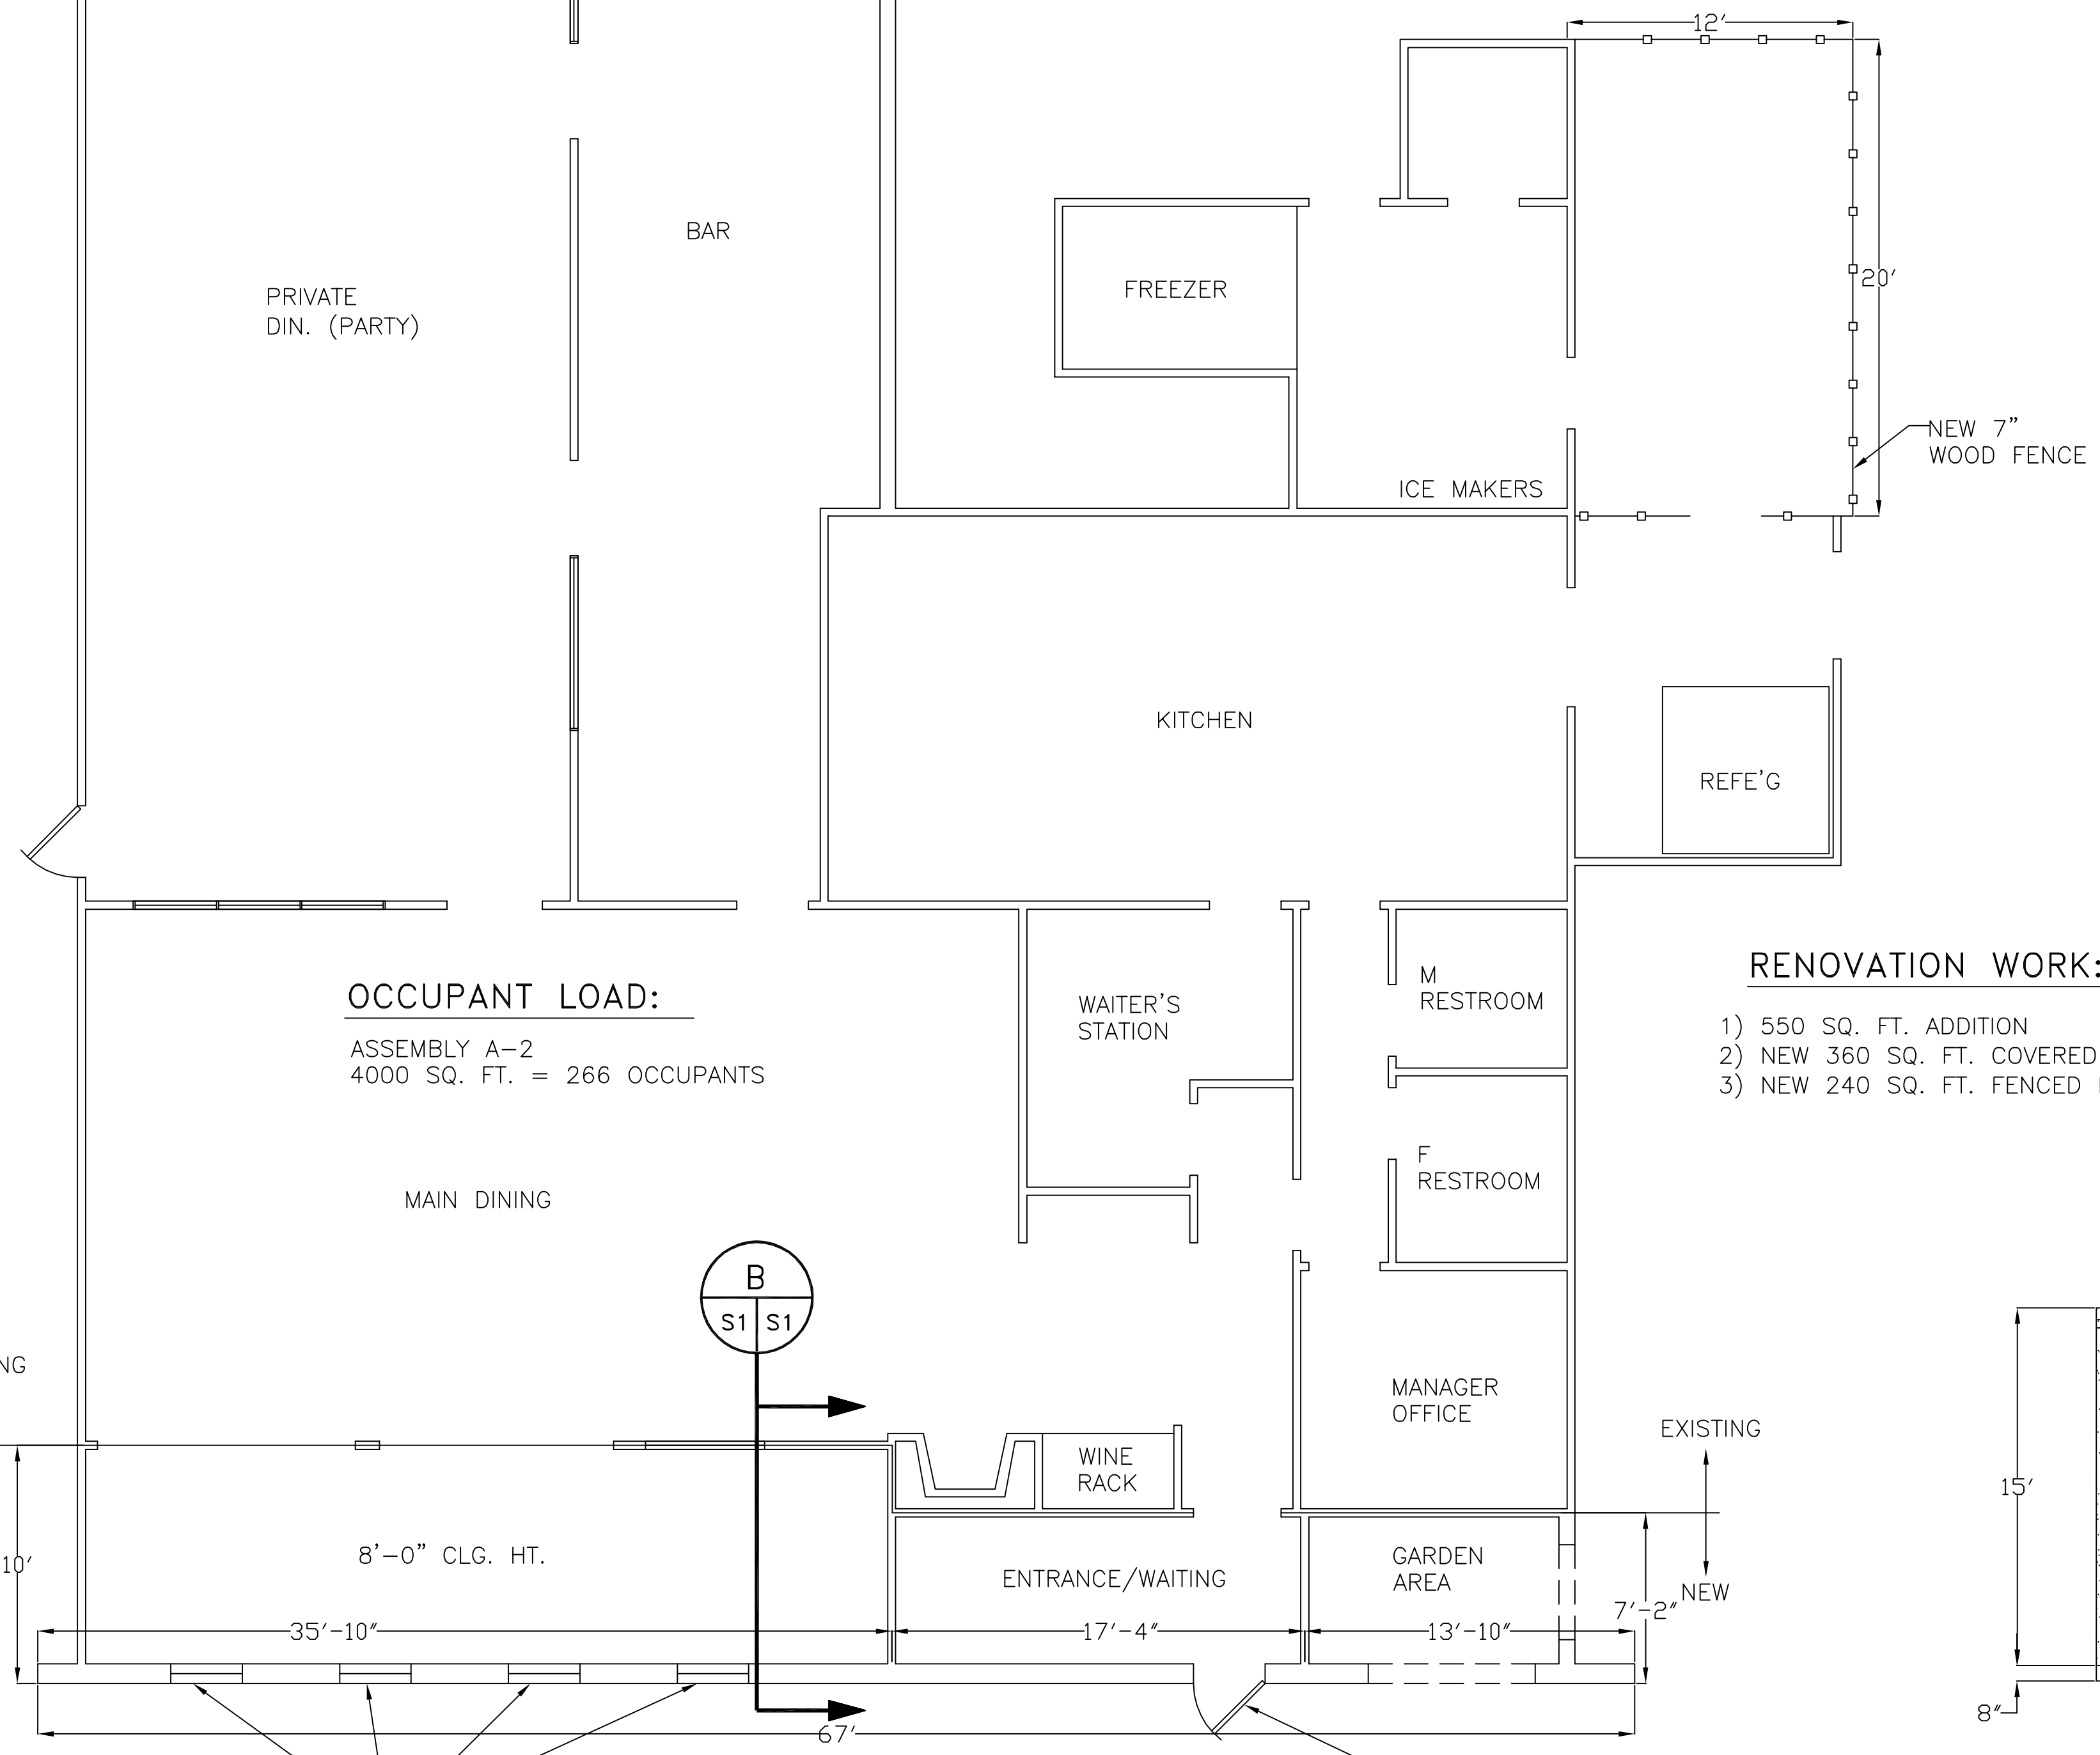 12'
BAR
FREEZER
20'
PRIVATE
DIN. (PARTY)
NEW 7"
WOOD FENCE
ICE MAKERS
KITCHEN
REFE'G
OCCUPANT LOAD:
ASSEMBLY A-2
4000 SQ. FT. = 266 OCCUPANTS
WAITER'S
STATION
M
RESTROOM
RENOVATION WORK:
1) 550 SQ. FT. ADDITION
2) NEW 360 SQ. FT. COVERED
3) NEW 240 SQ. FT. FENCED
F
RESTROOM
MAIN DINING
B
S1 S1
NG
MANAGER
OFFICE
EXISTING
WINE
RACK
15'
10'
8'-0" CLG. HT.
ENTRANCE/WAITING
GARDEN
AREA
NEW
7'-2"
35'-10"
17'-4"
13'-10"
8"
67'